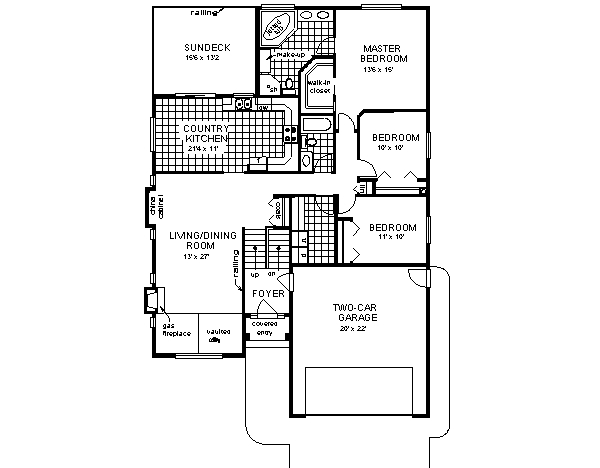 railing
SUNDECK
15'6 x 13'2
make-up
sh
walk-in
closet
MASTER
BEDROOM
13'6 x 15'
COUNTRY
KITCHEN
21'4 x 11'
dw
f
BEDROOM
10' x 10'
lin
china
cabinet
coats
LIVING/DINING
ROOM
13' x 27'
railing
up
dn
BEDROOM
11' x 10'
FOYER
gas
fireplace
vaulted
covered
entry
TWO-CAR
GARAGE
20' x 22'